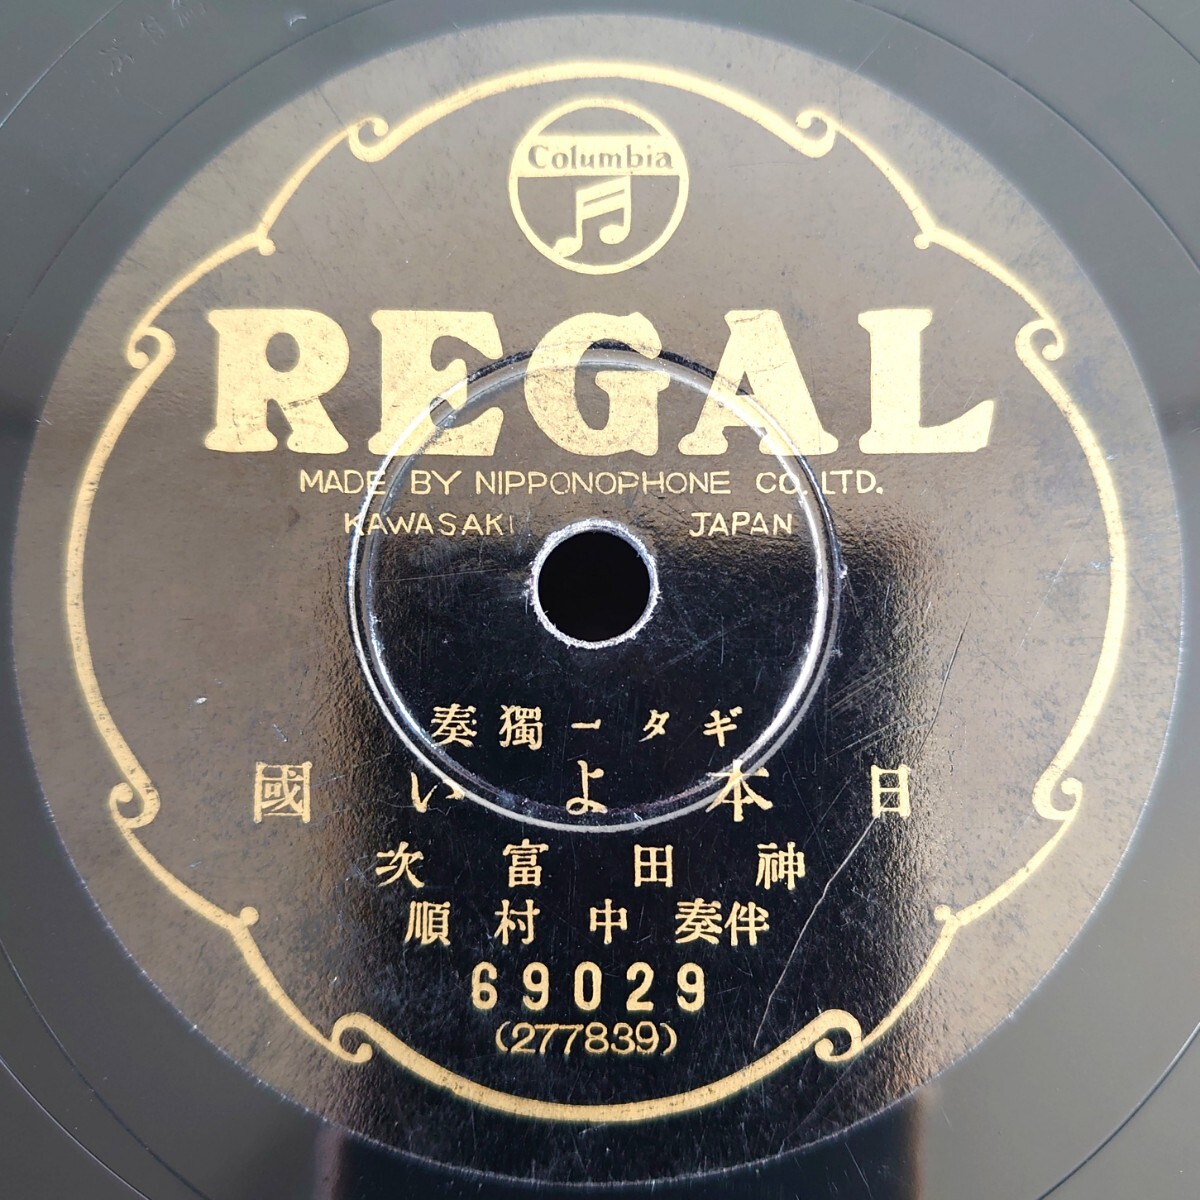 Columbia
REGAL
MADE BY NIPPONOPHONE CO. LTD.
KAWASAKI JAPAN
ギター獨奏
日本よい國
神田富次
伴奏中村順
69029
(277839)